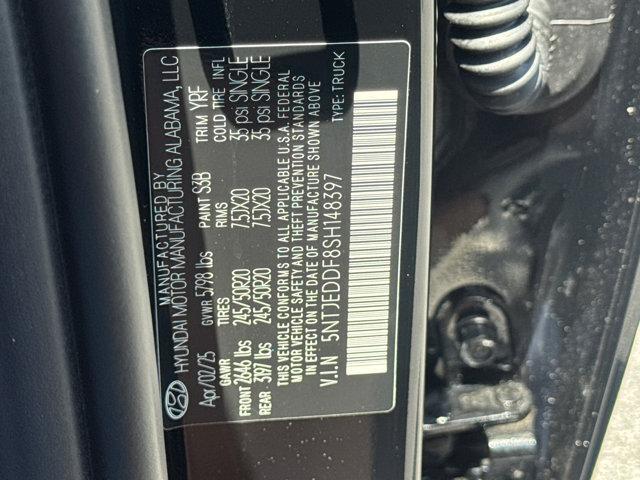 MANUFACTURED BY
HYUNDAI MOTOR MANUFACTURING ALABAMA, LLC
Apr/02/25 GVWR 5798 lbs PAINT S3B TRIM YRF
GAWR TIRES RIMS COLD TIRE INFL
FRONT 2646 lbs 245/50R20 7.5JX20 35 psi SINGLE
REAR 3197 lbs 245/50R20 7.5JX20 35 psi SINGLE
THIS VEHICLE CONFORMS TO ALL APPLICABLE U.S.A. FEDERAL
MOTOR VEHICLE SAFETY AND THEFT PREVENTION STANDARDS
IN EFFECT ON THE DATE OF MANUFACTURE SHOWN ABOVE
V.I.N 5NTJEDDF8SH148397 TYPE: TRUCK